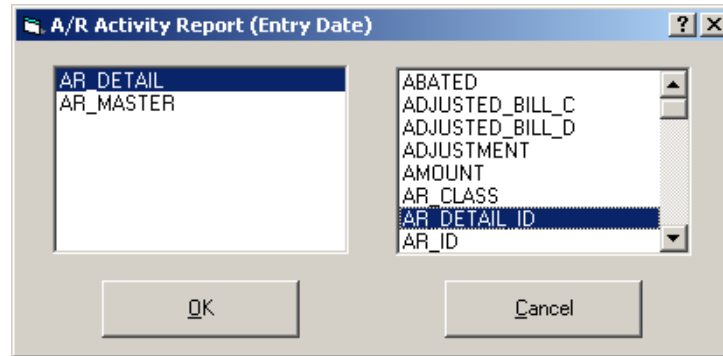 A/R Activity Report (Entry Date)
AR_DETAIL
AR_MASTER
ABATED
ADJUSTED_BILL_C
ADJUSTED_BILL_D
ADJUSTMENT
AMOUNT
AR_CLASS
AR_DETAIL_ID
AR_ID
OK
Cancel